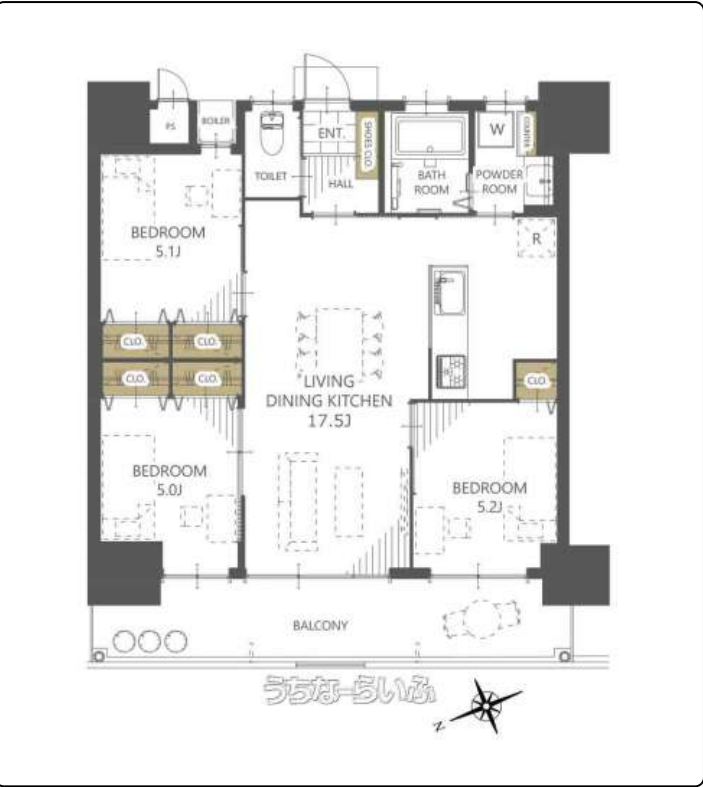 PS
BOILER
TOILET
ENT.
HALL
SHOES CLO.
BATH
ROOM
W
COUNTER
POWDER
ROOM
R
BEDROOM
5.1J
CLO.
CLO.
CLO.
CLO.
LIVING
DINING KITCHEN
17.5J
CLO.
BEDROOM
5.0J
BEDROOM
5.2J
BALCONY
うちなーらいふ
N